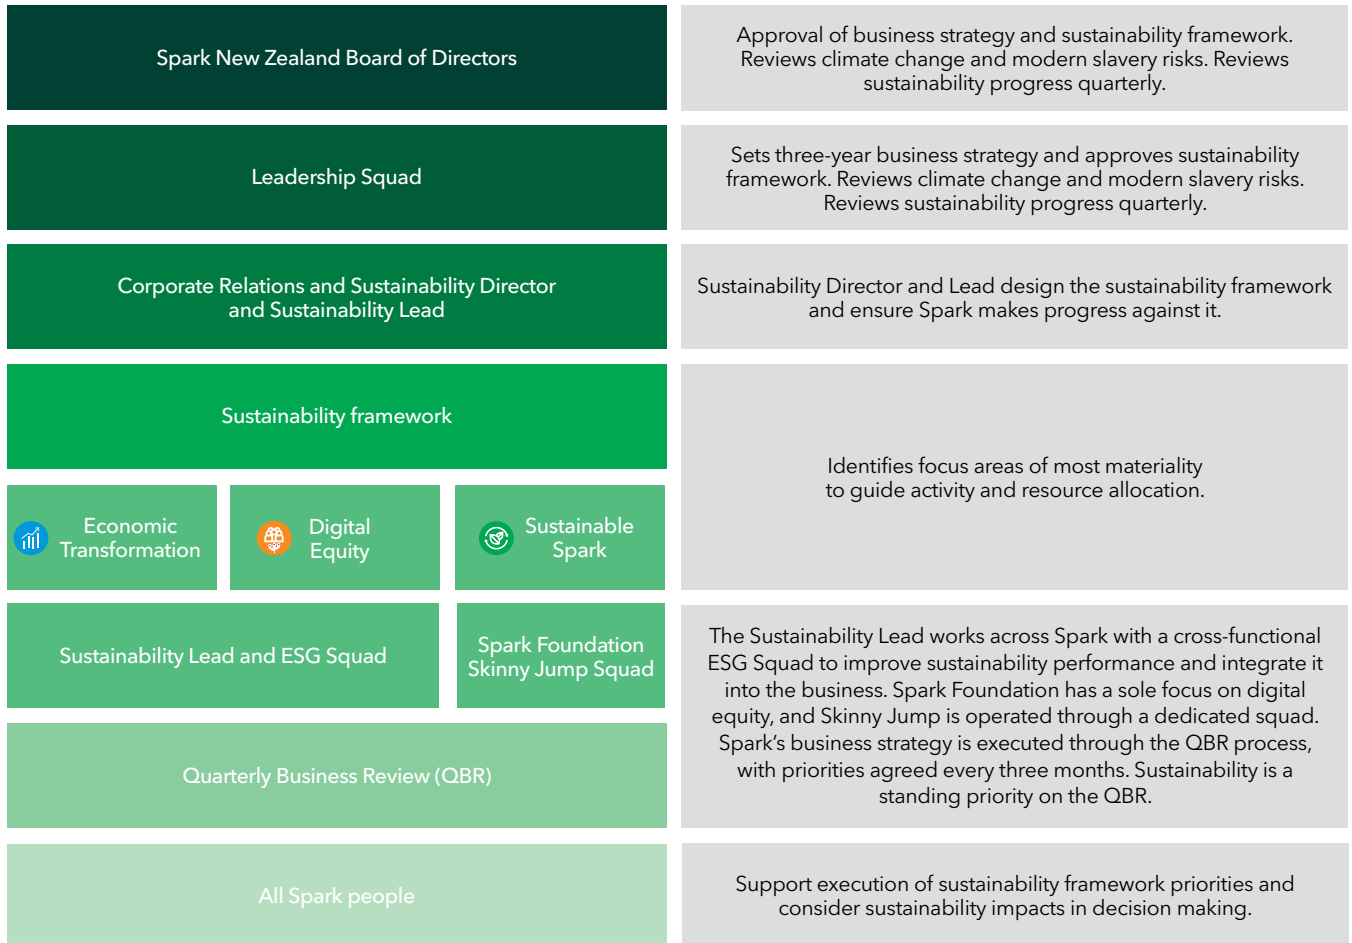 Spark New Zealand Board of Directors
Approval of business strategy and sustainability framework.
Reviews climate change and modern slavery risks. Reviews
sustainability progress quarterly.
Leadership Squad
Sets three-year business strategy and approves sustainability
framework. Reviews climate change and modern slavery risks.
Reviews sustainability progress quarterly.
Corporate Relations and Sustainability Director
and Sustainability Lead
Sustainability Director and Lead design the sustainability framework
and ensure Spark makes progress against it.
Sustainability framework
Economic
Transformation
Digital
Equity
Sustainable
Spark
Identifies focus areas of most materiality
to guide activity and resource allocation.
Sustainability Lead and ESG Squad
Spark Foundation
Skinny Jump Squad
Quarterly Business Review (QBR)
The Sustainability Lead works across Spark with a cross-functional
ESG Squad to improve sustainability performance and integrate it
into the business. Spark Foundation has a sole focus on digital
equity, and Skinny Jump is operated through a dedicated squad.
Spark’s business strategy is executed through the QBR process,
with priorities agreed every three months. Sustainability is a
standing priority on the QBR.
All Spark people
Support execution of sustainability framework priorities and
consider sustainability impacts in decision making.